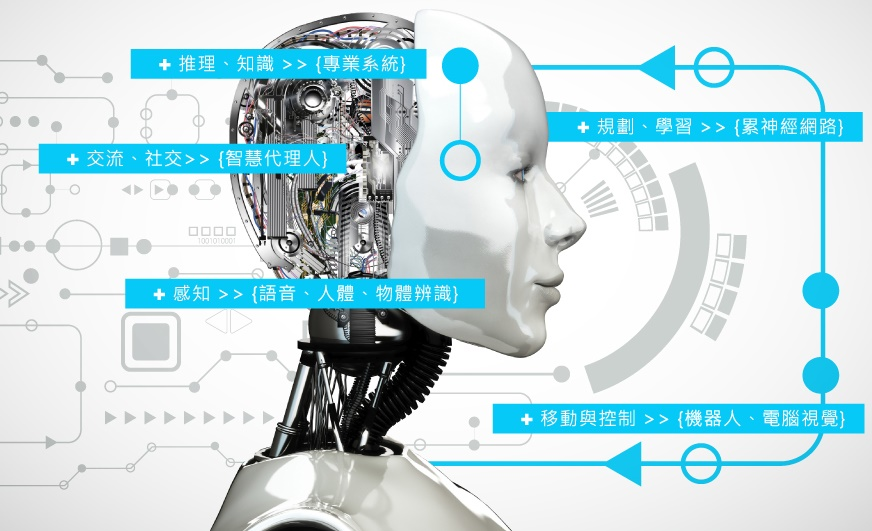 + 推理、知識 >> {專業系統}
+ 規劃、學習 >> {累神經網路}
+ 交流、社交>> {智慧代理人}
1001010001
+ 感知 >> {語音、人體、物體辨識}
+ 移動與控制 >> {機器人、電腦視覺}